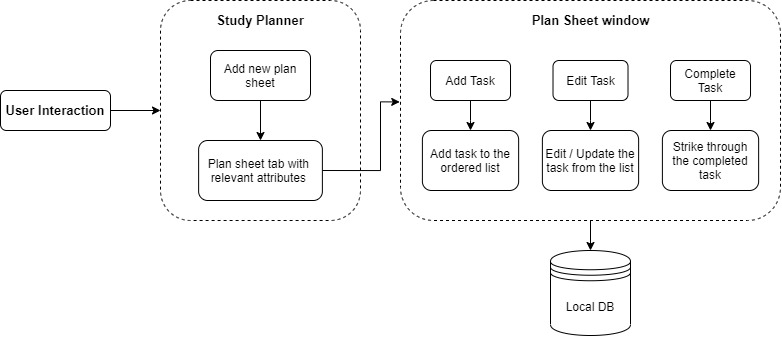 User Interaction
Study Planner
Add new plan
sheet
Plan sheet tab with
relevant attributes
Plan Sheet window
Add Task
Add task to the
ordered list
Edit Task
Edit / Update the
task from the list
Complete
Task
Strike through
the completed
task
Local DB